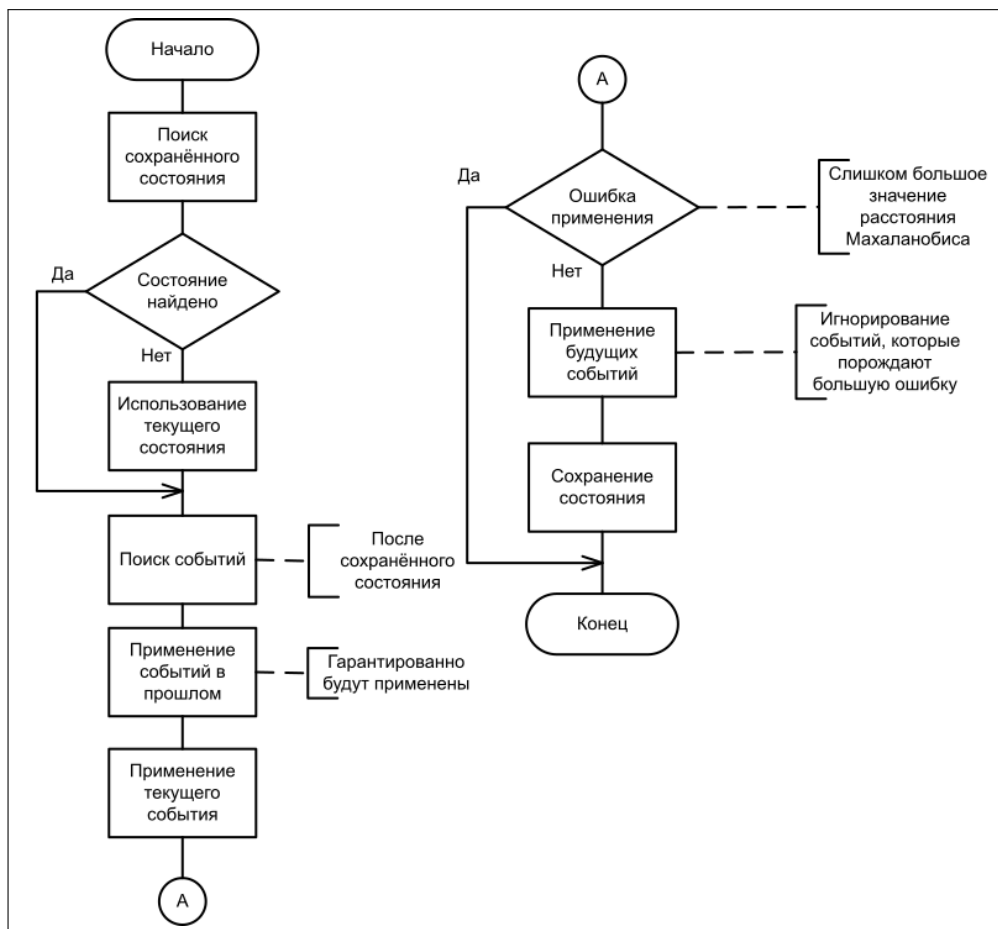 Начало
Поиск
сохранённого
состояния
Да
Состояние
найдено
Нет
Использование
текущего
состояния
Поиск событий
После
сохранённого
состояния
Применение
событий в
прошлом
Гарантированно
будут применены
Применение
текущего
события
А
А
Да
Ошибка
применения
Слишком большое
значение
расстояния
Махаланобиса
Нет
Применение
будущих
событий
Игнорирование
событий, которые
порождают
большую ошибку
Сохранение
состояния
Конец